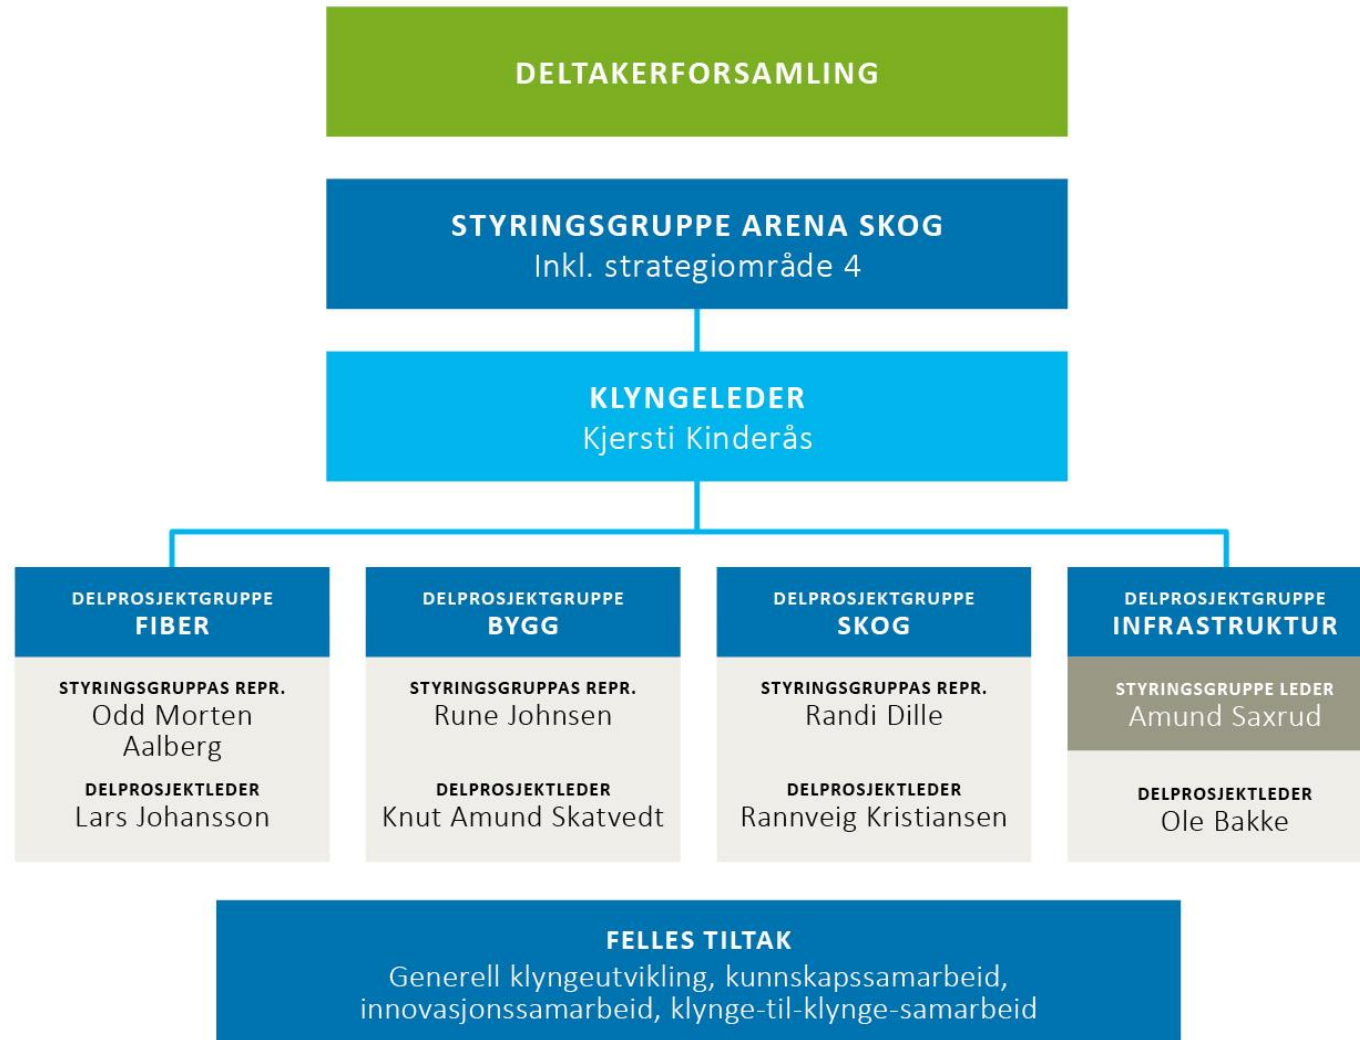 DELTAKERFORSAMLING
STYRINGSGRUPPE ARENA SKOG
Inkl. strategiområde 4
KLYNGELEDER
Kjersti Kinderås
DELPROSJEKTGRUPPE
FIBER
STYRINGSGRUPPAS REPR.
Odd Morten
Aalberg
DELPROSJEKTLEDER
Lars Johansson
DELPROSJEKTGRUPPE
BYGG
STYRINGSGRUPPAS REPR.
Rune Johnsen
DELPROSJEKTLEDER
Knut Amund Skatvedt
DELPROSJEKTGRUPPE
SKOG
STYRINGSGRUPPAS REPR.
Randi Dille
DELPROSJEKTLEDER
Rannveig Kristiansen
DELPROSJEKTGRUPPE
INFRASTRUKTUR
STYRINGSGRUPPE LEDER
Amund Saxrud
DELPROSJEKTLEDER
Ole Bakke
FELLES TILTAK
Generell klyngeutvikling, kunnskapssamarbeid,
innovasjonssamarbeid, klynge-til-klynge-samarbeid